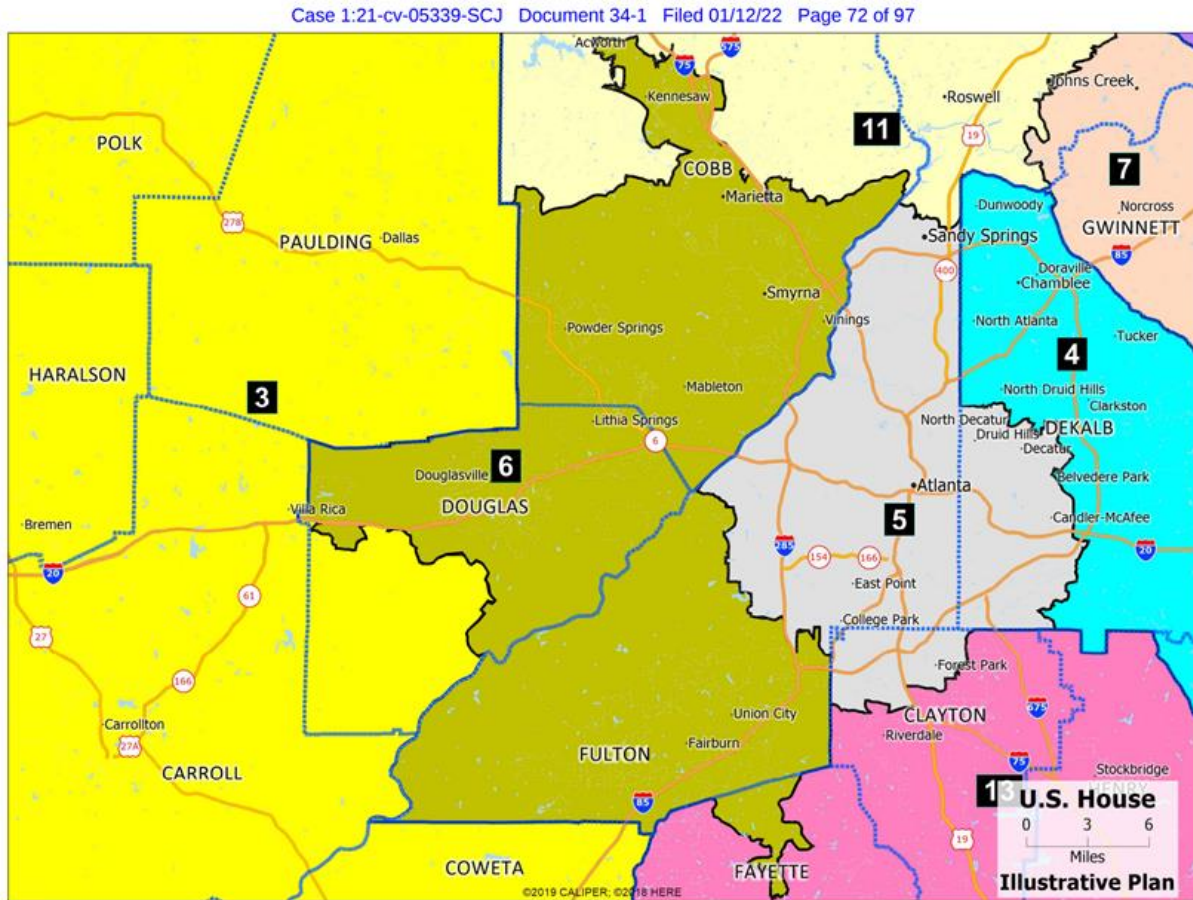 Case 1:21-cv-05339-SCJ Document 34-1 Filed 01/12/22 Page 72 of 97
Acworth
75
575
Kennesaw
Roswell
Johns Creek
19
11
POLK
COBB
7
Marietta
Dunwoody
Norcross
GWINNETT
278
PAULDING
Dallas
Sandy Springs
85
400
Doraville
Chamblee
Smyrna
Vinings
North Atlanta
Powder Springs
Tucker
4
HARALSON
Mableton
3
North Druid Hills
Clarkston
Lithia Springs
North Decatur
DEKALB
Druid Hills
6
Decatur
6
Douglasville
Belvedere Park
Atlanta
DOUGLAS
Villa Rica
Bremen
5
Candler-McAfee
285
154
166
20
20
East Point
61
College Park
27
Forest Park
166
Union City
CLAYTON
675
Carrollton
Riverdale
27A
Fairburn
FULTON
75
CARROLL
Stockbridge
13
HENRY
85
U.S. House
0 3 6
Miles
19
COWETA
FAYETTE
Illustrative Plan
©2019 CALIPER; ©2018 HERE